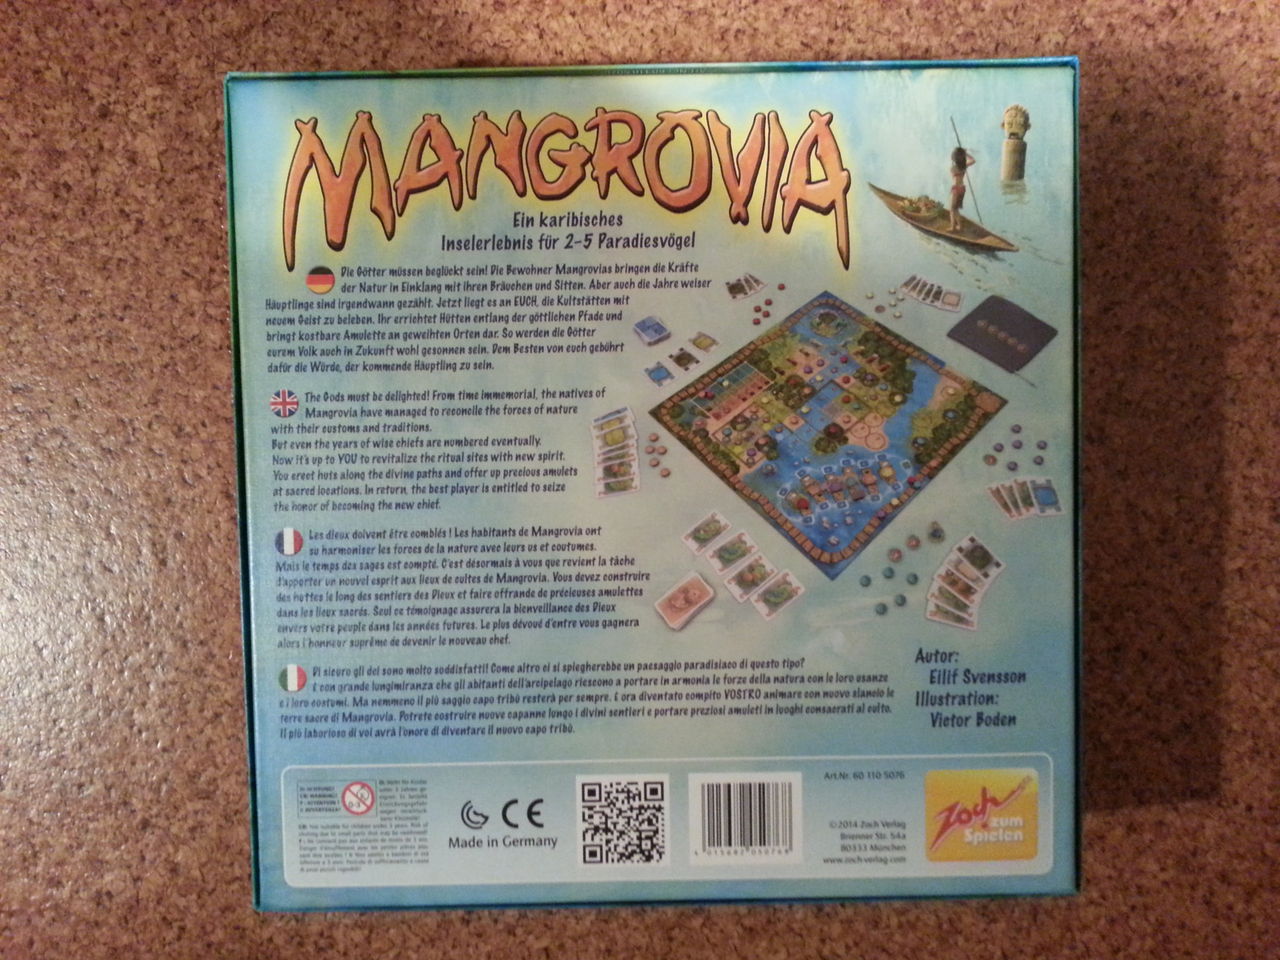 MANGROVIA
Ein karibisches
Inselerlebnis für 2-5 Paradiesvögel
Die Götter müssen beglückt sein! Die Bewohner Mangrovias bringen die Kräfte
der Natur in Einklang mit ihren Bräuchen und Sitten. Aber auch die Jahre weiser
Häuptlinge sind irgendwann gezählt. Jetzt liegt es an EUCH, die Kultstätten mit
neuem Geist zu beleben. Ihr errichtet Hütten entlang der göttlichen Pfade und
bringt kostbare Amulette an geweihten Orten dar. So werden die Götter
eurem Volk auch in Zukunft wohl gesonnen sein. Dem Besten von euch gebührt
dafür die Würde, der kommende Häuptling zu sein.
The Gods must be delighted! From time immemorial, the natives of
Mangrovia have managed to reconcile the forces of nature
with their customs and traditions.
But even the years of wise chiefs are numbered eventually.
Now it's up to YOU to revitalize the ritual sites with new spirit.
You erect huts along the divine paths and offer up precious amulets
at sacred locations. In return, the best player is entitled to seize
the honor of becoming the new chief.
Les dieux doivent être comblés! Les habitants de Mangrovia ont
su harmoniser les forces de la nature avec leurs us et coutumes.
Mais le temps des sages est compté. C'est désormais à vous que revient la tâche
d'apporter un nouvel esprit aux lieux de cultes de Mangrovia. Vous devez construire
des huttes le long des sentiers des Dieux et faire offrande de précieuses amulettes
dans les lieux sacrés. Seul ce témoignage assurera la bienveillance des Dieux
envers votre peuple dans les années futures. Le plus dévoué d'entre vous gagnera
alors l'honneur suprême de devenir le nouveau chef.
Di sicuro gli dei sono molto soddisfatti! Come altro ci si spiegherebbe un paesaggio paradisiaco di questo tipo?
È con grande lungimiranza che gli abitanti dell'arcipelago riescono a portare in armonia le forze della natura con le loro usanze
e i loro costumi. Ma nemmeno il più saggio capo tribù resterà per sempre. È ora diventato compito VOSTRO animare con nuovo slancio le
terre sacre di Mangrovia. Potrete costruire nuove capanne lungo i divini sentieri e portare preziosi amuleti in luoghi consacrati al culto.
Il più laborioso di voi avrà l'onore di diventare il nuovo capo tribù.
Autor:
Eilif Svensson
Illustration:
Victor Boden
0-3
CE
Made in Germany
4 015682 050768
Art.Nr. 60 110 5076
©2014 Zoch Verlag
Brienner Str. 54a
80333 München
www.zoch-verlag.com
Zoch
zum
Spielen